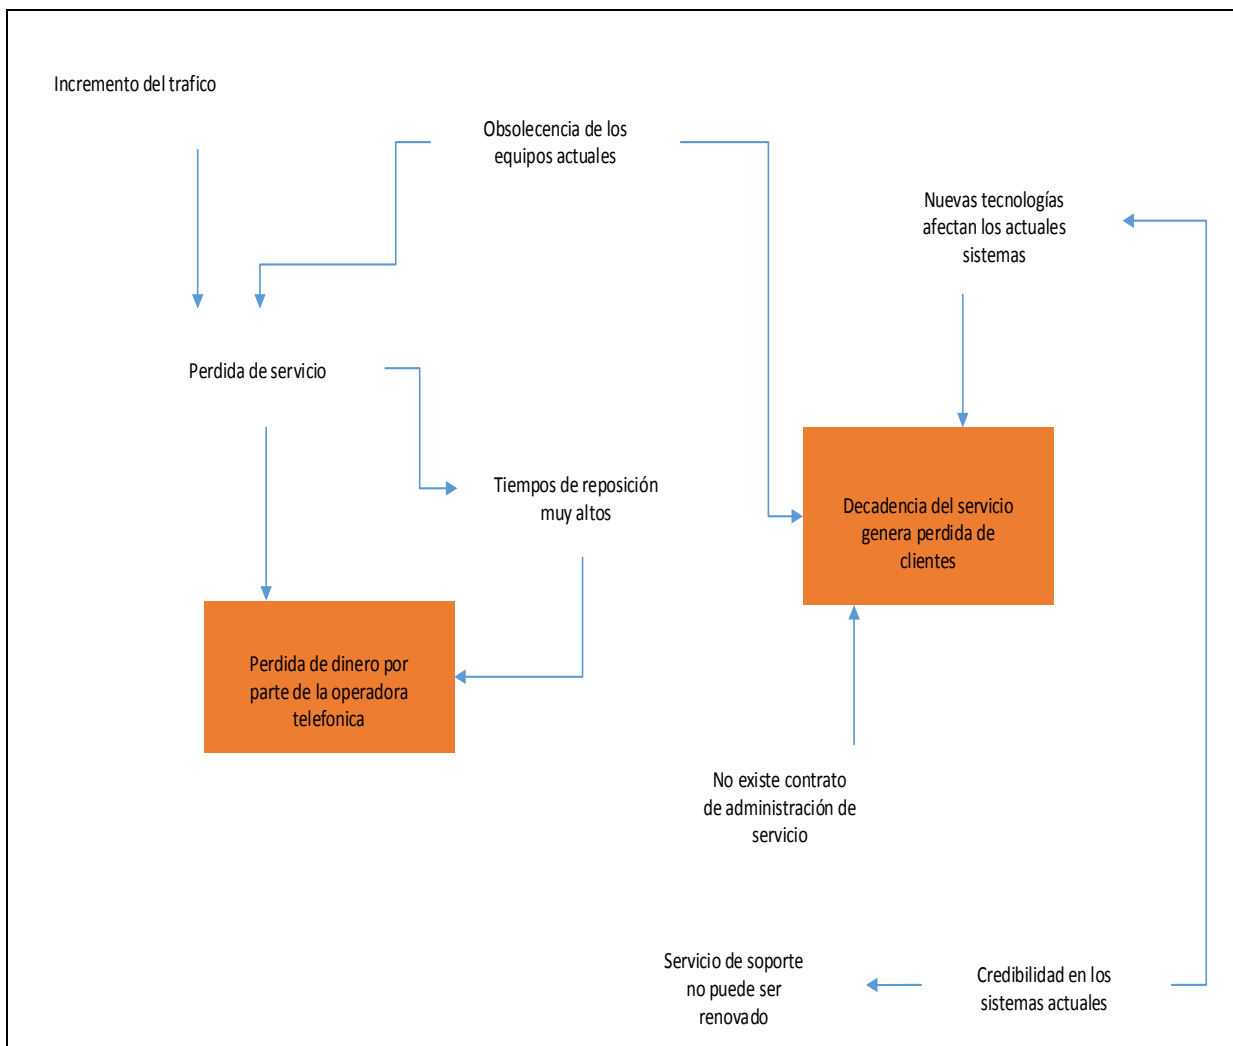 Incremento del trafico
Obsolecencia de los
equipos actuales
Nuevas tecnologías
afectan los actuales
sistemas
Perdida de servicio
Tiempos de reposición
muy altos
Decadencia del servicio
genera perdida de
clientes
Perdida de dinero por
parte de la operadora
telefonica
No existe contrato
de administración de
servicio
Servicio de soporte
no puede ser
renovado
Credibilidad en los
sistemas actuales